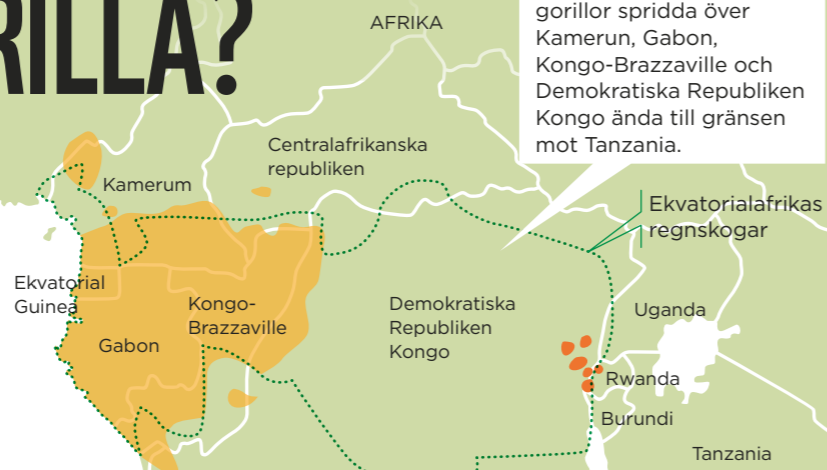 RILLA?
AFRIKA
gorillor spridda över
Kamerun, Gabon,
Kongo-Brazzaville och
Demokratiska Republiken
Kongo ända till gränsen
mot Tanzania.
Centralafrikanska
republiken
Kamerum
Ekvatorialafrikas
regnskogar
Ekvatorial
Guinea
Kongo-
Brazzaville
Gabon
Demokratiska
Republiken
Kongo
Uganda
Rwanda
Burundi
Tanzania